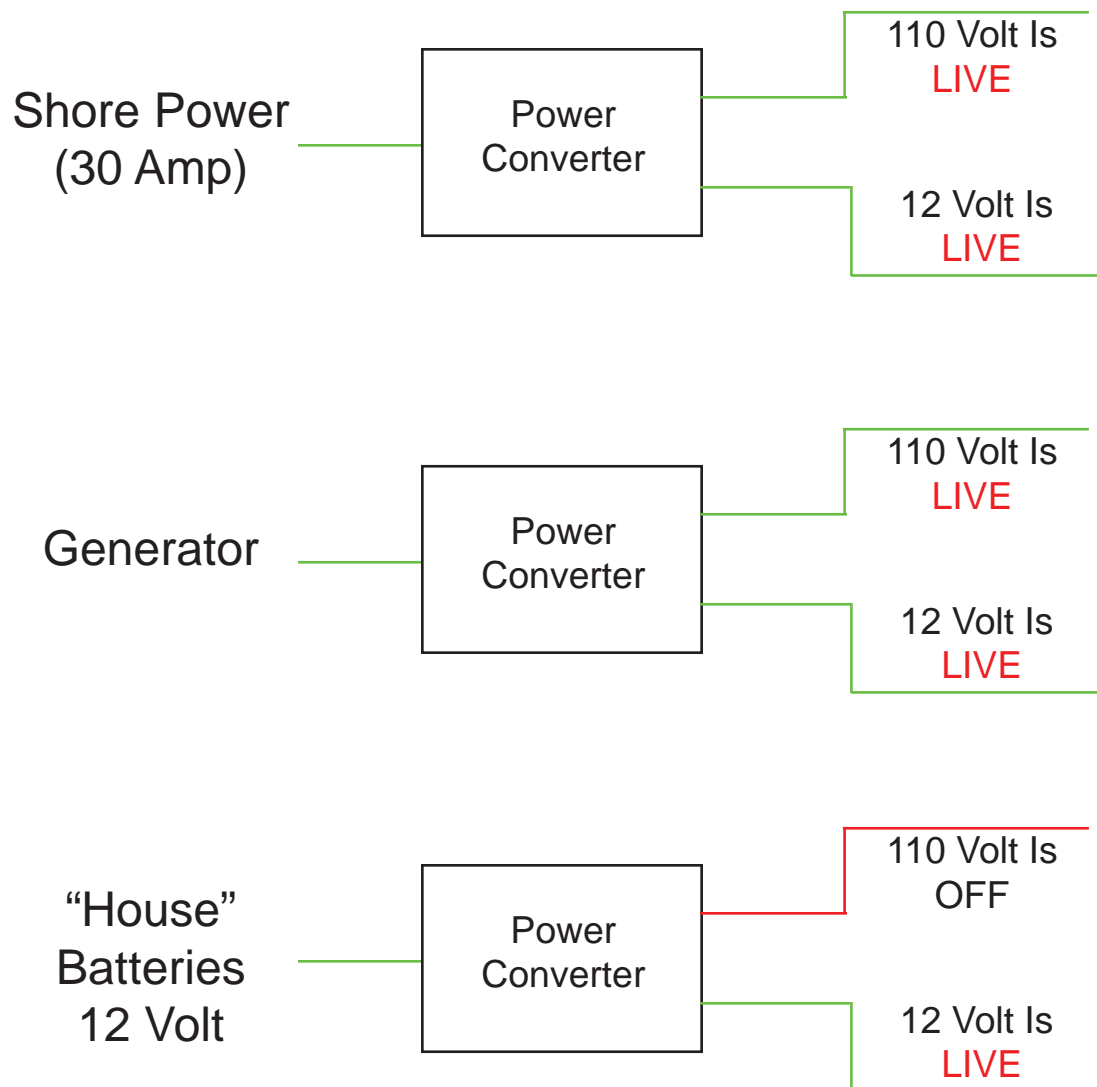 110 Volt Is
LIVE
Shore Power
(30 Amp)
Power
Converter
12 Volt Is
LIVE
110 Volt Is
LIVE
Generator
Power
Converter
12 Volt Is
LIVE
110 Volt Is
OFF
“House”
Batteries
12 Volt
Power
Converter
12 Volt Is
LIVE